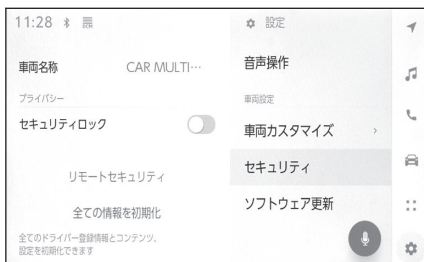 11:28
車両名称 CAR MULTI…
プライバシー
セキュリティロック
リモートセキュリティ
全ての情報を初期化
全てのドライバー登録情報とコンテンツ、
設定を初期化できます
設定
音声操作
車両設定
車両カスタマイズ
セキュリティ
ソフトウェア更新